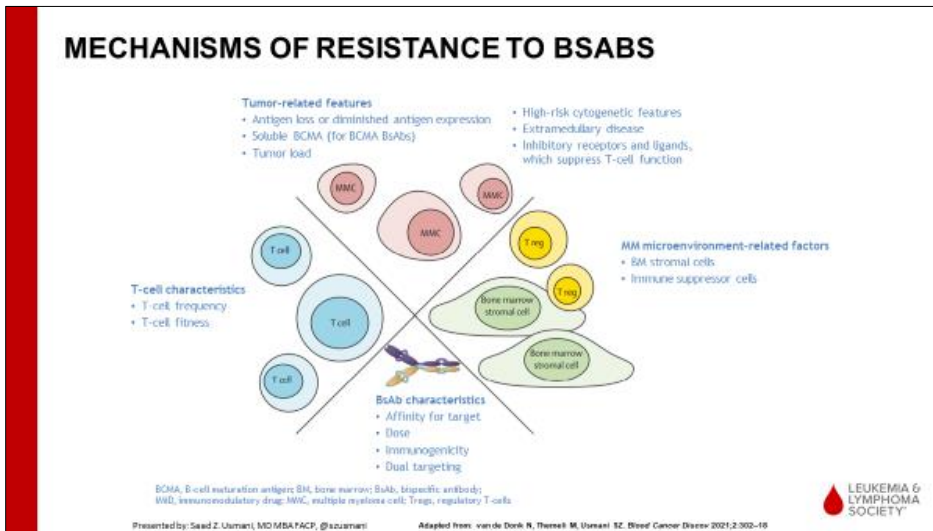 MECHANISMS OF RESISTANCE TO BSABS
Tumor-related features
• Antigen loss or diminished antigen expression
• Soluble BCMA (for BCMA BsAbs)
• Tumor load
• High-risk cytogenetic features
• Extramedullary disease
• Inhibitory receptors and ligands,
which suppress T-cell function
MMC
MMC
MMC
T cell
T reg
MM microenvironment-related factors
• BM stromal cells
• Immune suppressor cells
T-cell characteristics
• T-cell frequency
• T-cell fitness
T reg
Bone marrow
stromal cell
T cell
Bone marrow
stromal cell
T cell
BsAb characteristics
• Affinity for target
• Dose
• Immunogenicity
• Dual targeting
BCMA, B-cell maturation antigen; BM, bone marrow; BsAb, bispecific antibody;
IMiD, immunomodulatory drug; MMC, multiple myeloma cell; Tregs, regulatory T-cells
LEUKEMIA &
LYMPHOMA
SOCIETY®
Presented by: Saad Z. Usmani, MD MBA FACP, @szusmani
Adapted from: van de Donk N, Themeli M, Usmani SZ. Blood Cancer Discov 2021;2:302–18